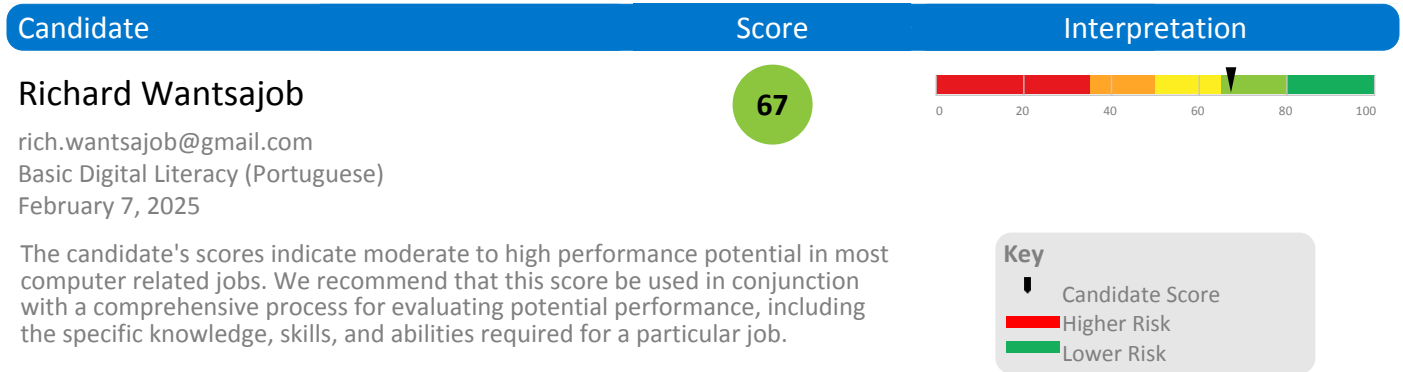 Candidate Score Interpretation
Richard Wantsajob
67
0 20 40 60 80 100
rich.wantsajob@gmail.com
Basic Digital Literacy (Portuguese)
February 7, 2025
The candidate's scores indicate moderate to high performance potential in most
computer related jobs. We recommend that this score be used in conjunction
with a comprehensive process for evaluating potential performance, including
the specific knowledge, skills, and abilities required for a particular job.
Key
Candidate Score
Higher Risk
Lower Risk